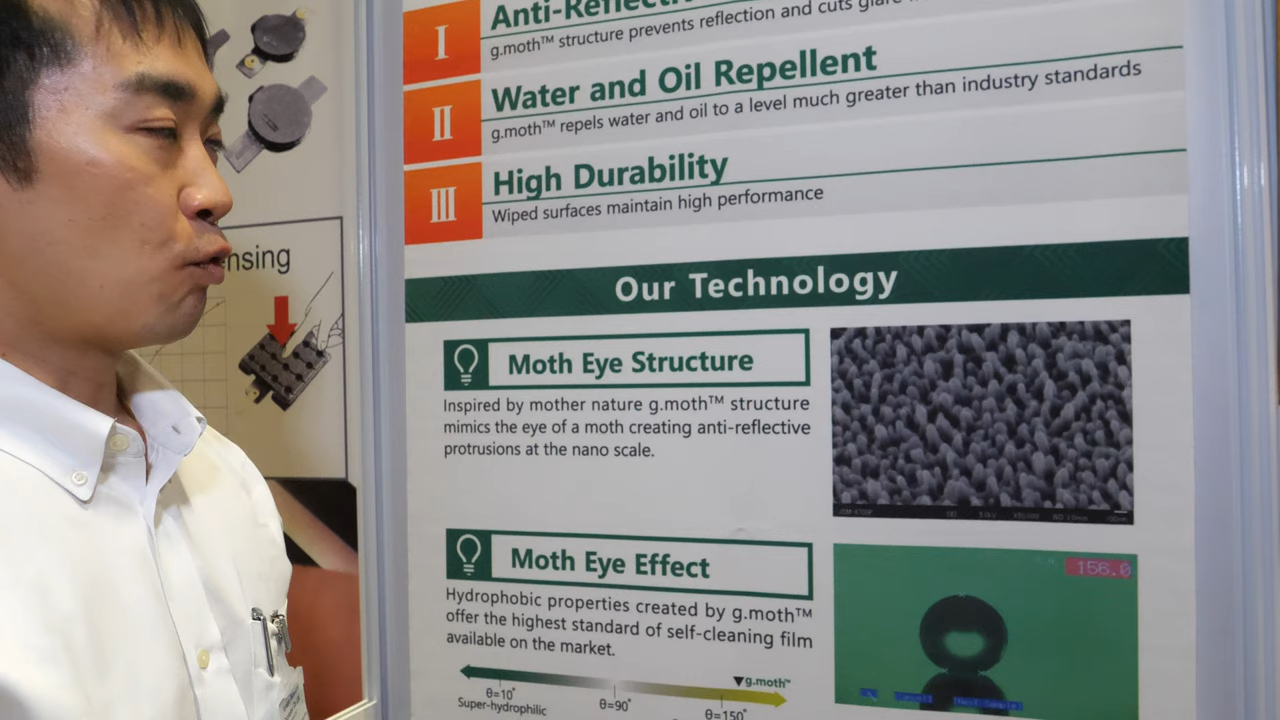 I
Anti-Reflecti
g.moth™ structure prevents reflection and cuts glare
II
Water and Oil Repellent
g.moth™ repels water and oil to a level much greater than industry standards
III
High Durability
Wiped surfaces maintain high performance
nsing
Our Technology
Moth Eye Structure
Inspired by mother nature g.moth™ structure
mimics the eye of a moth creating anti-reflective
protrusions at the nano scale.
Moth Eye Effect
Hydrophobic properties created by g.moth™
offer the highest standard of self-cleaning film
available on the market.
156.0
▼g.moth™
θ=10°
θ=90°
θ=150°
Super-hydrophilic